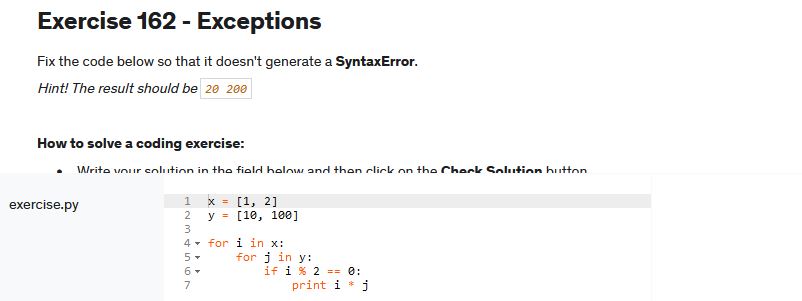 Exercise 162 - Exceptions
Fix the code below so that it doesn't generate a SyntaxError.
Hint! The result should be 20 200
How to solve a coding exercise:
• Write your solution in the field below and then click on the Check Solution button
exercise.py
1 x = [1, 2]
2 y = [10, 100]
3
4 for i in x:
5     for j in y:
6         if i % 2 == 0:
7             print i * j